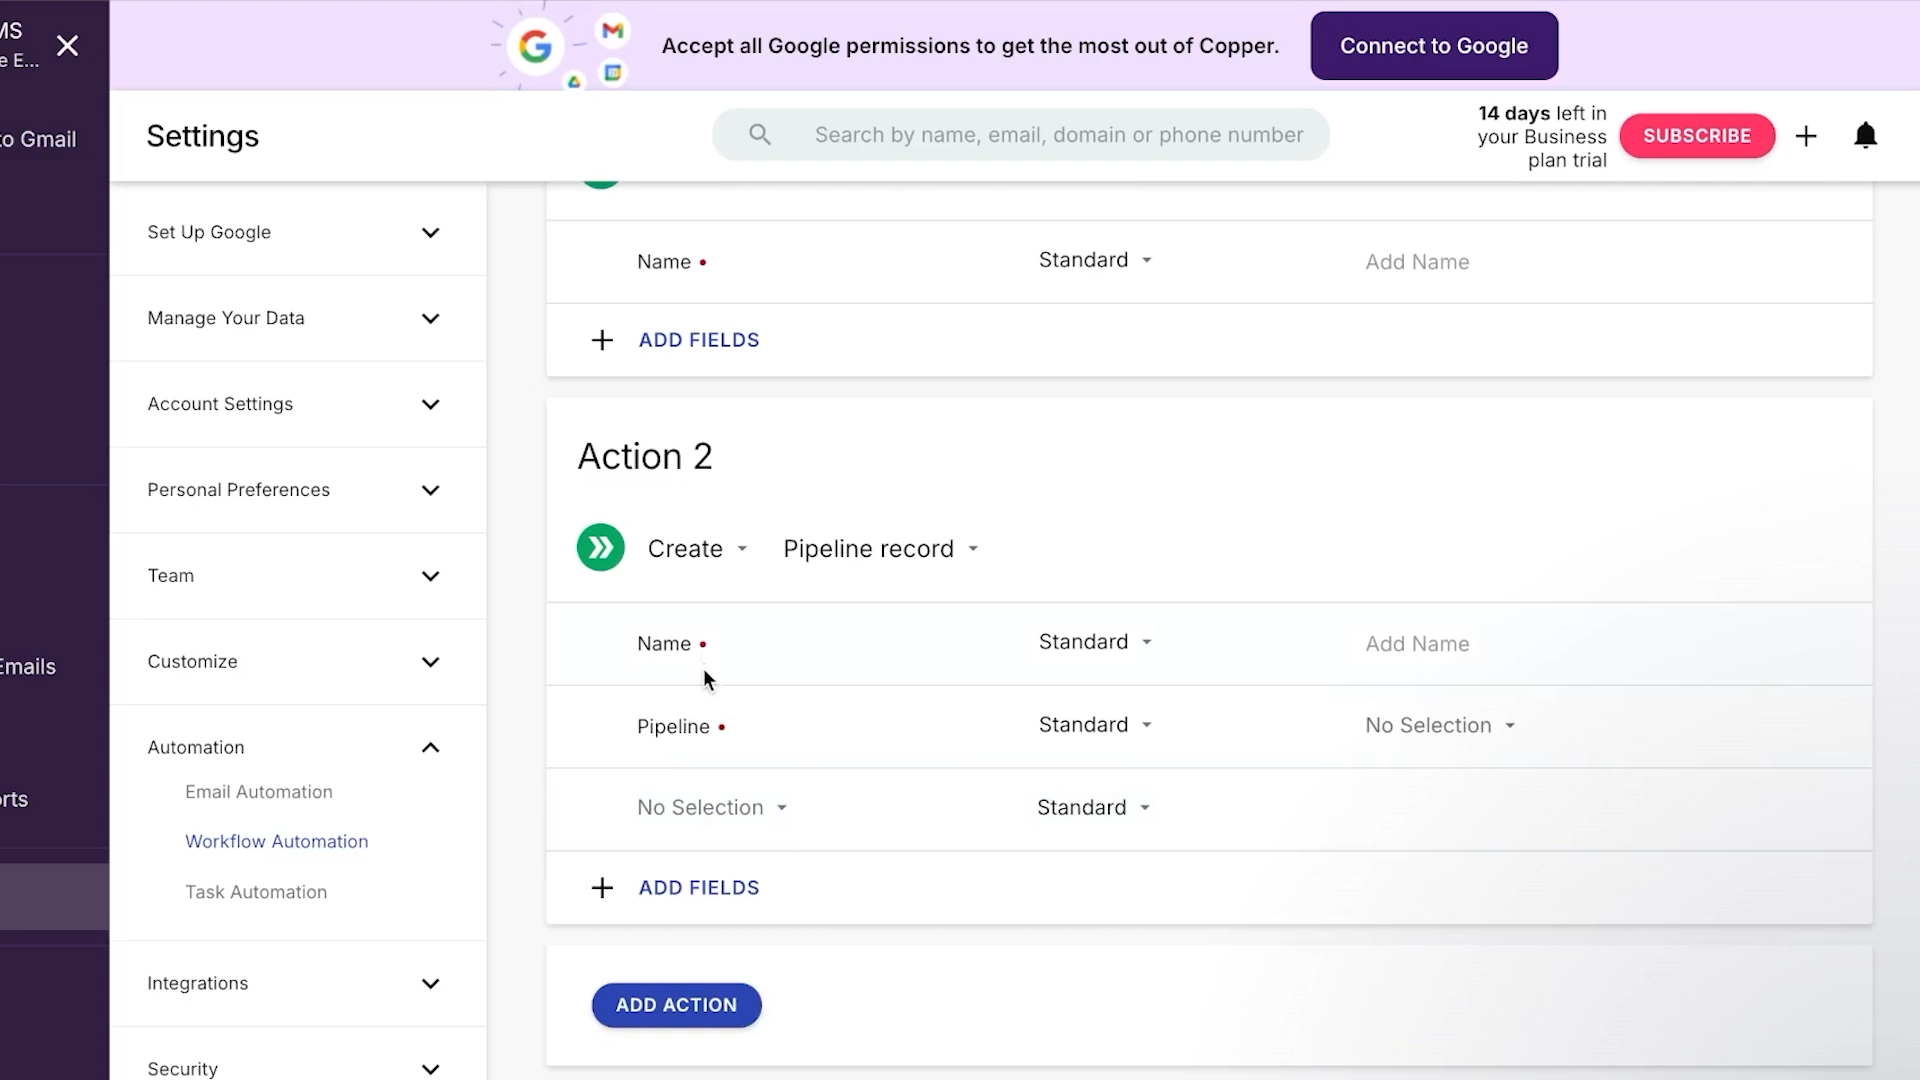 MS
e E...
Accept all Google permissions to get the most out of Copper.
Connect to Google
to Gmail
Settings
Search by name, email, domain or phone number
14 days left in
your Business
plan trial
SUBSCRIBE
Set Up Google
Manage Your Data
Account Settings
Personal Preferences
Team
Customize
Automation
Email Automation
Workflow Automation
Task Automation
Integrations
Security
Emails
orts
Name •
Standard
Add Name
ADD FIELDS
Action 2
Create
Pipeline record
Name •
Standard
Add Name
Pipeline •
Standard
No Selection
No Selection
Standard
ADD FIELDS
ADD ACTION